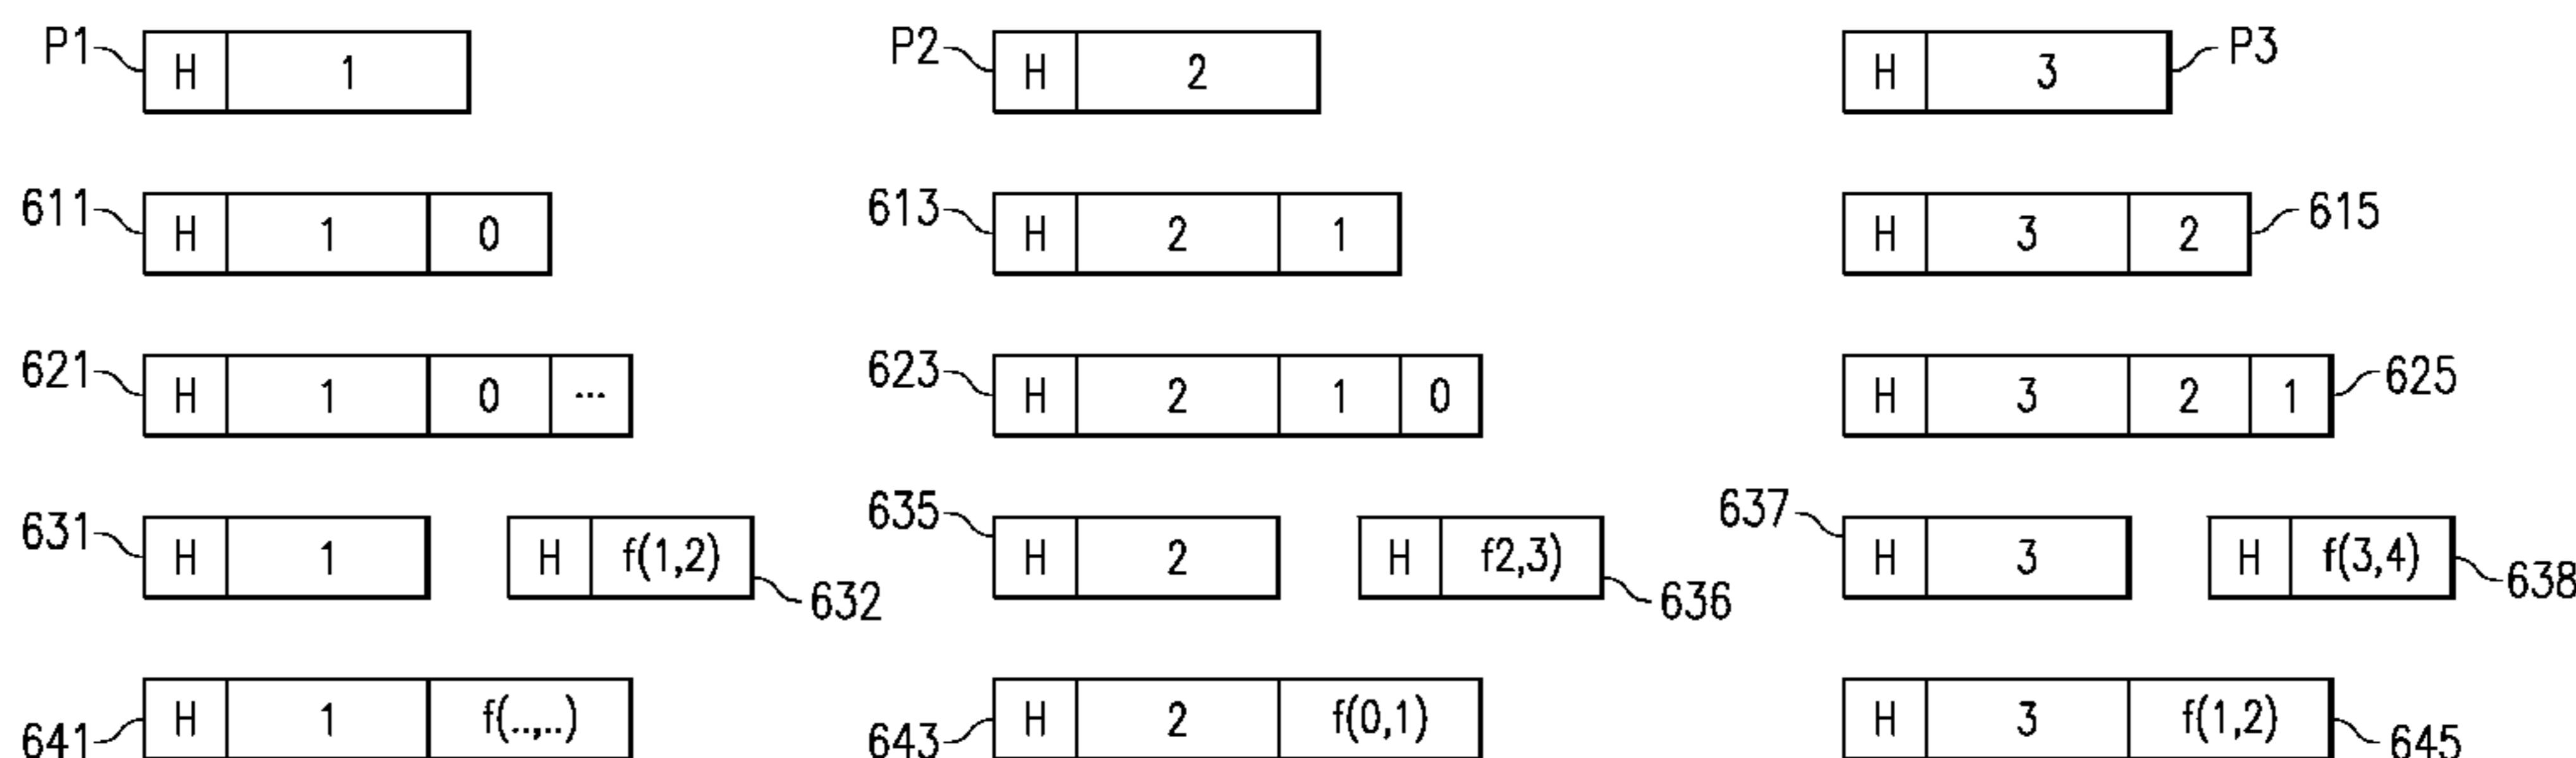 P1 H 1 P2 H 2 H 3 P3
611 H 1 0 613 H 2 1 H 3 2 615
621 H 1 0 ... 623 H 2 1 0 H 3 2 1 625
631 H 1 H f(1,2) 632 635 H 2 H f2,3) 636 637 H 3 H f(3,4) 638
641 H 1 f(..,..) 643 H 2 f(0,1) H 3 f(1,2) 645